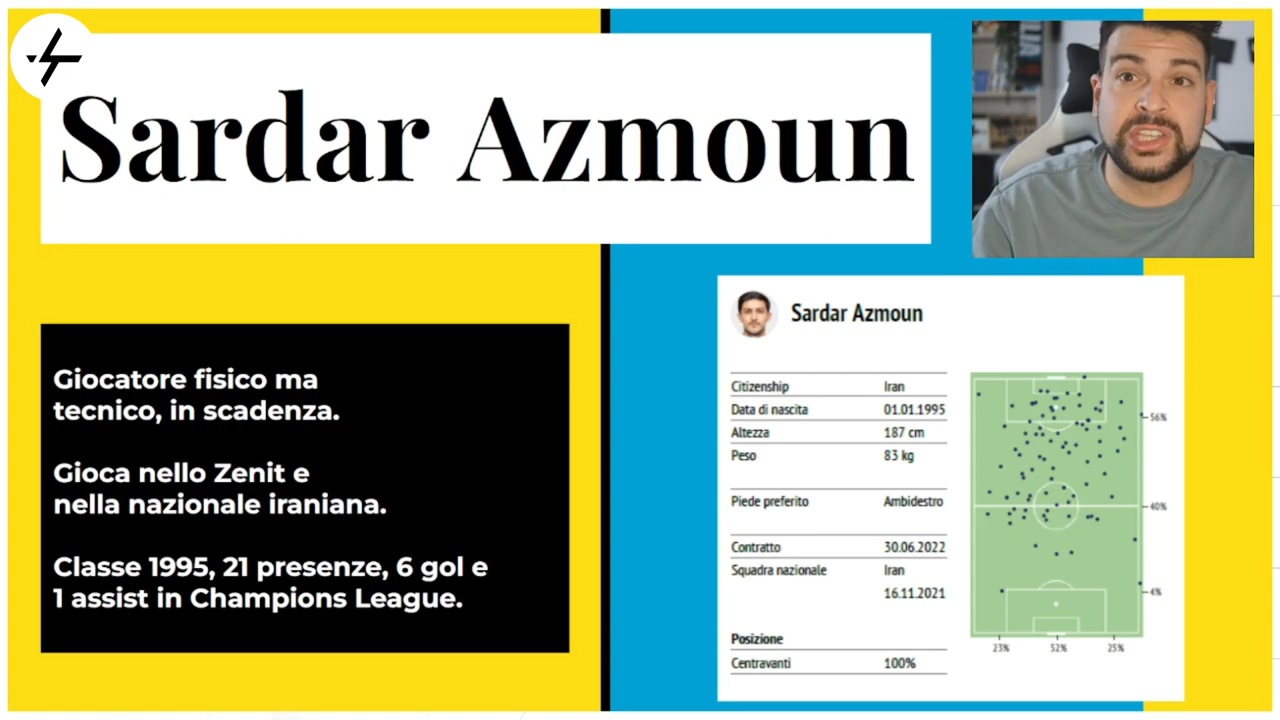 Sardar Azmoun
Giocatore fisico ma
tecnico, in scadenza.
Gioca nello Zenit e
nella nazionale iraniana.
Classe 1995, 21 presenze, 6 gol e
1 assist in Champions League.
Sardar Azmoun
Citizenship Iran
Data di nascita 01.01.1995
Altezza 187 cm
Peso 83 kg
Piede preferito Ambidestro
Contratto 30.06.2022
Squadra nazionale Iran
16.11.2021
Posizione
Centravanti 100%
56%
40%
4%
23% 52% 25%